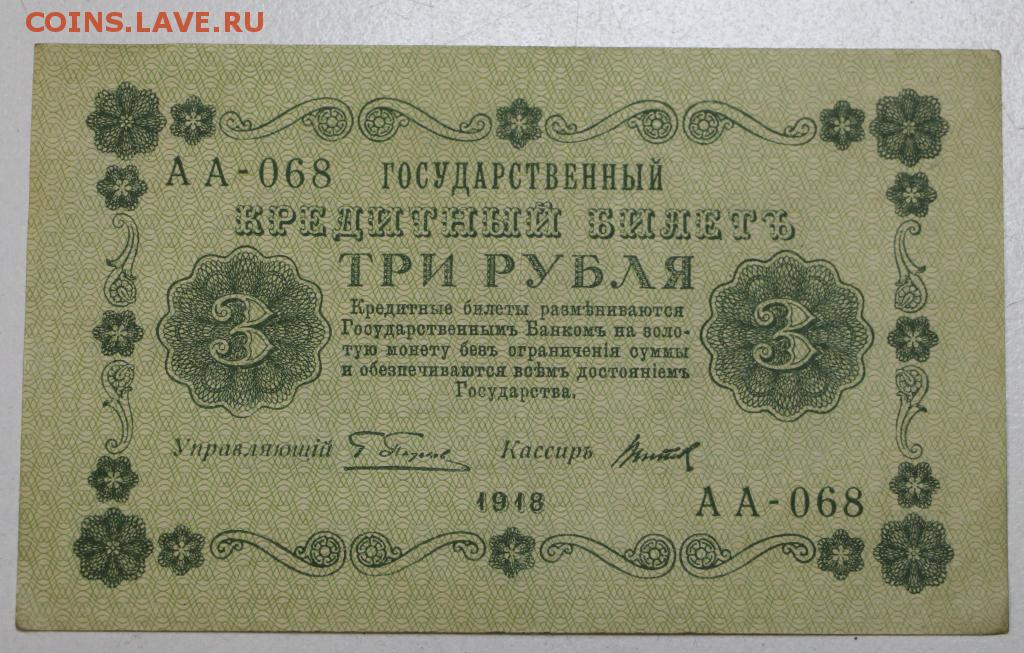 COINS.LAVE.RU
АА-068 ГОСУДАРСТВЕННЫЙ
КРЕДИТНЫЙ БИЛЕТЪ
ТРИ РУБЛЯ
3 3
Кредитные билеты размѣниваются
Государственнымъ Банкомъ на золо-
тую монету безъ ограниченія суммы
и обезпечиваются всѣмъ достояніемъ
Государства.
Управляющій Кассиръ
1918 АА-068